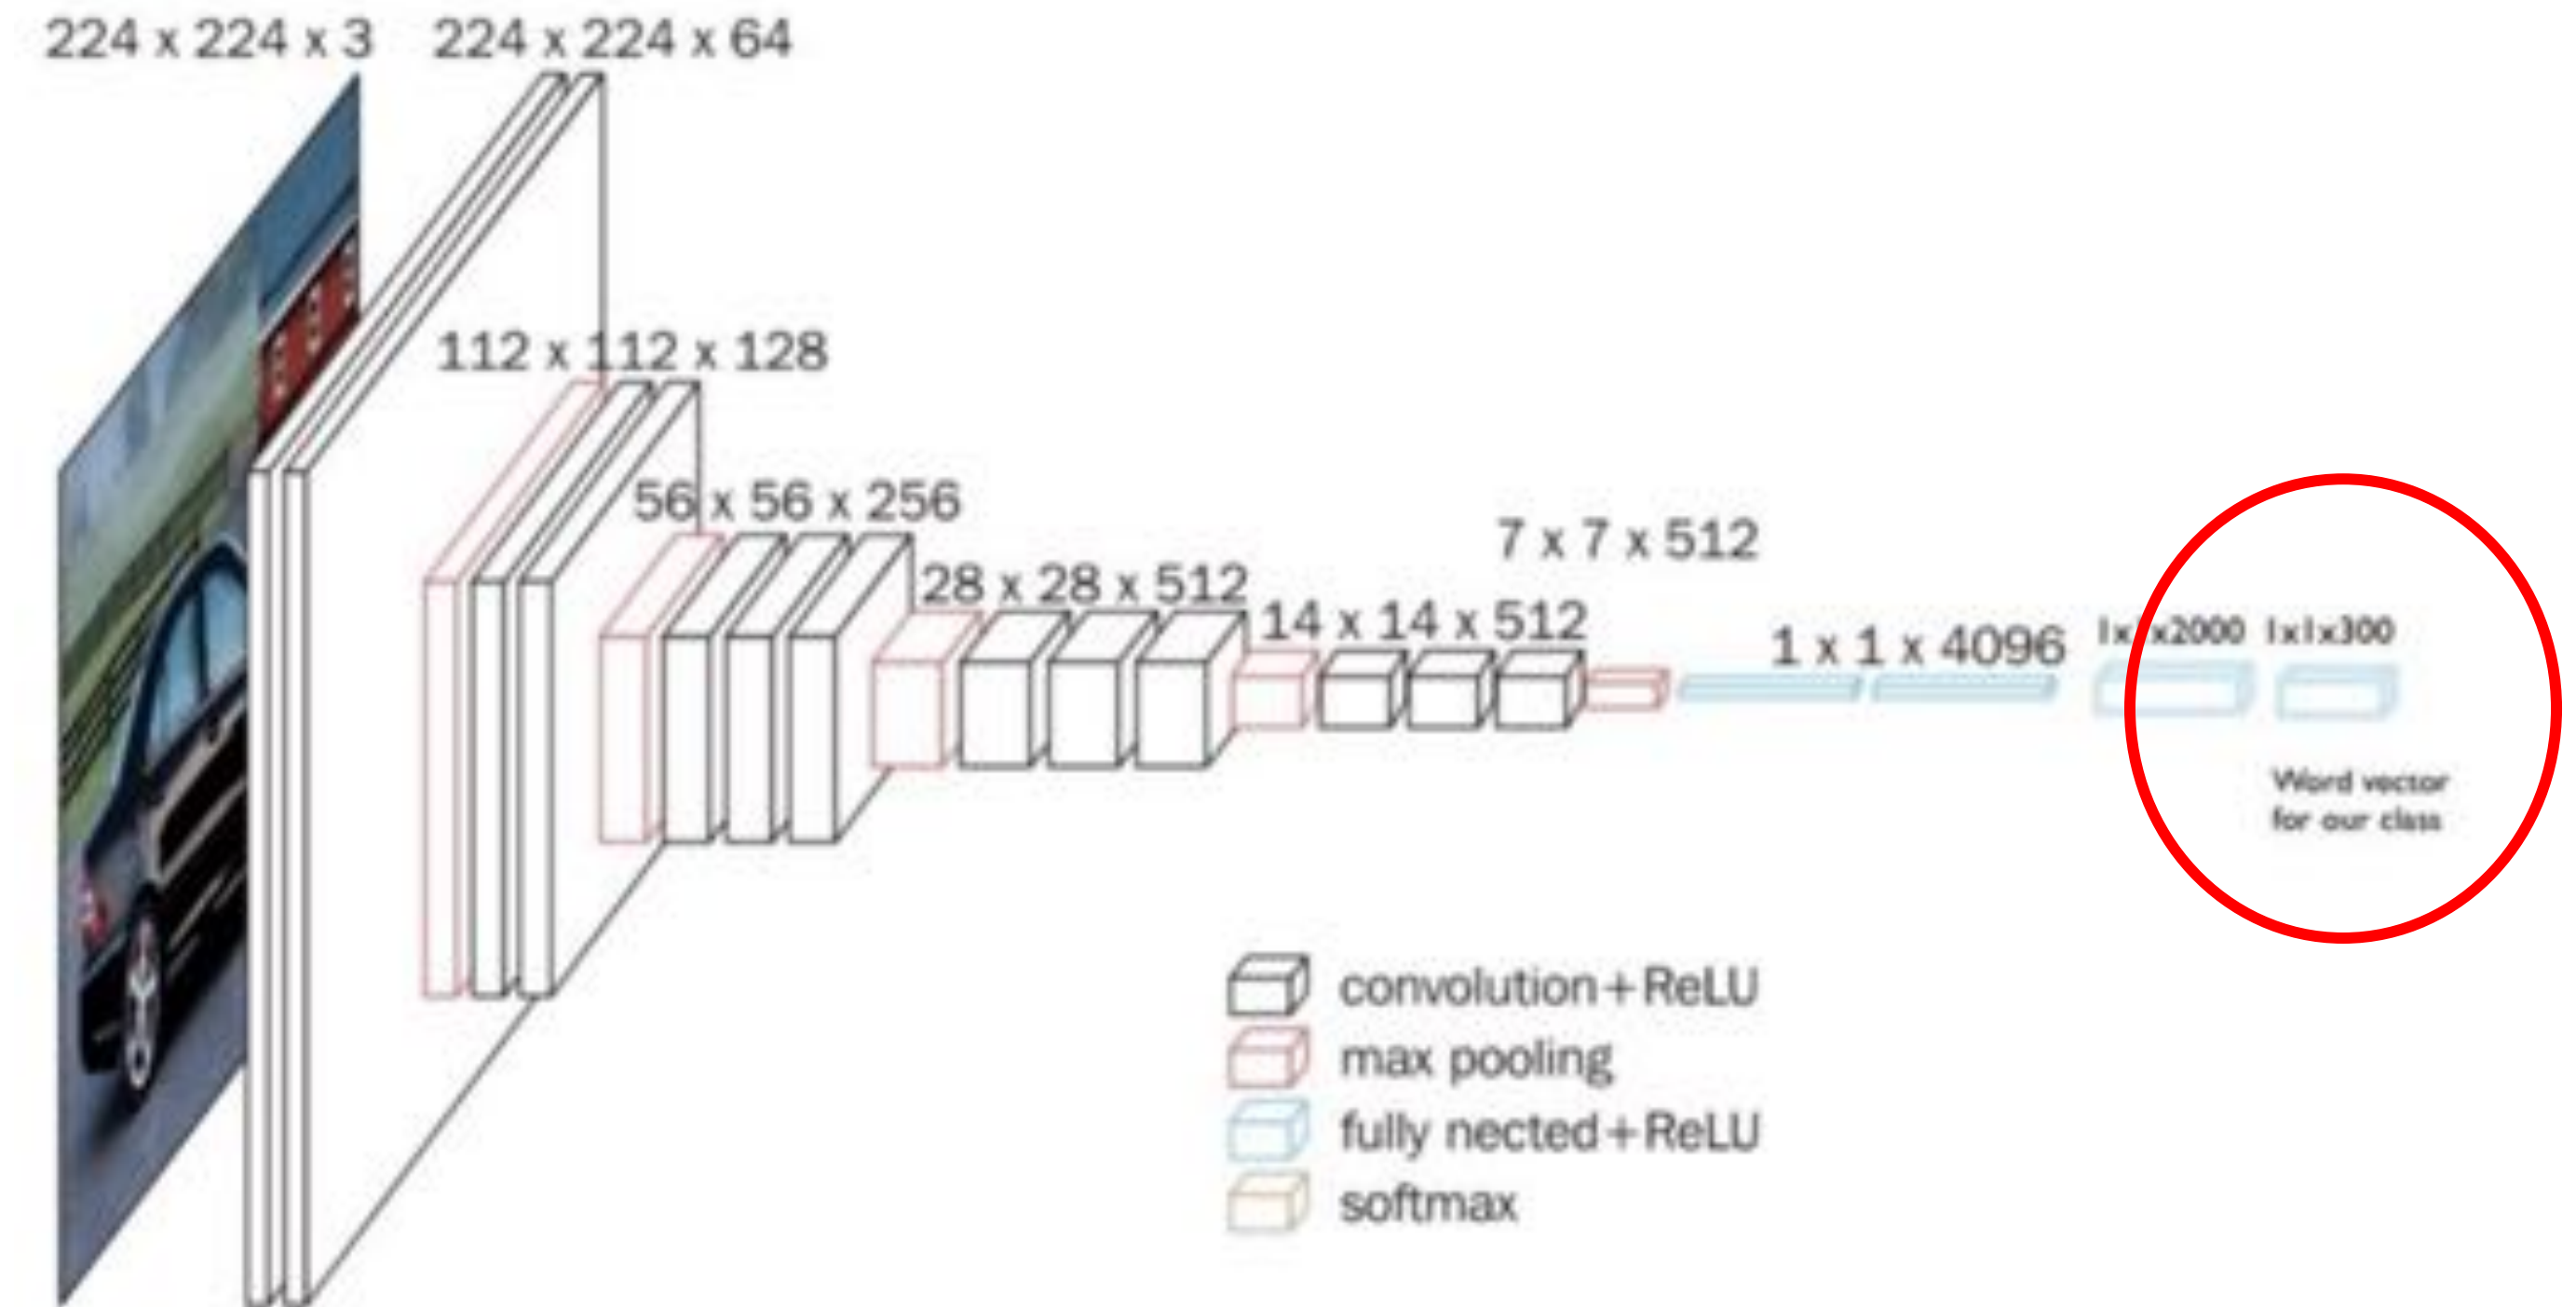 224 x 224 x 3
224 x 224 x 64
112 x 112 x 128
56 x 56 x 256
28 x 28 x 512
14 x 14 x 512
7 x 7 x 512
1 x 1 x 4096
1x1x2000
1x1x300
Word vector
for our class
convolution+ReLU
max pooling
fully nected+ReLU
softmax